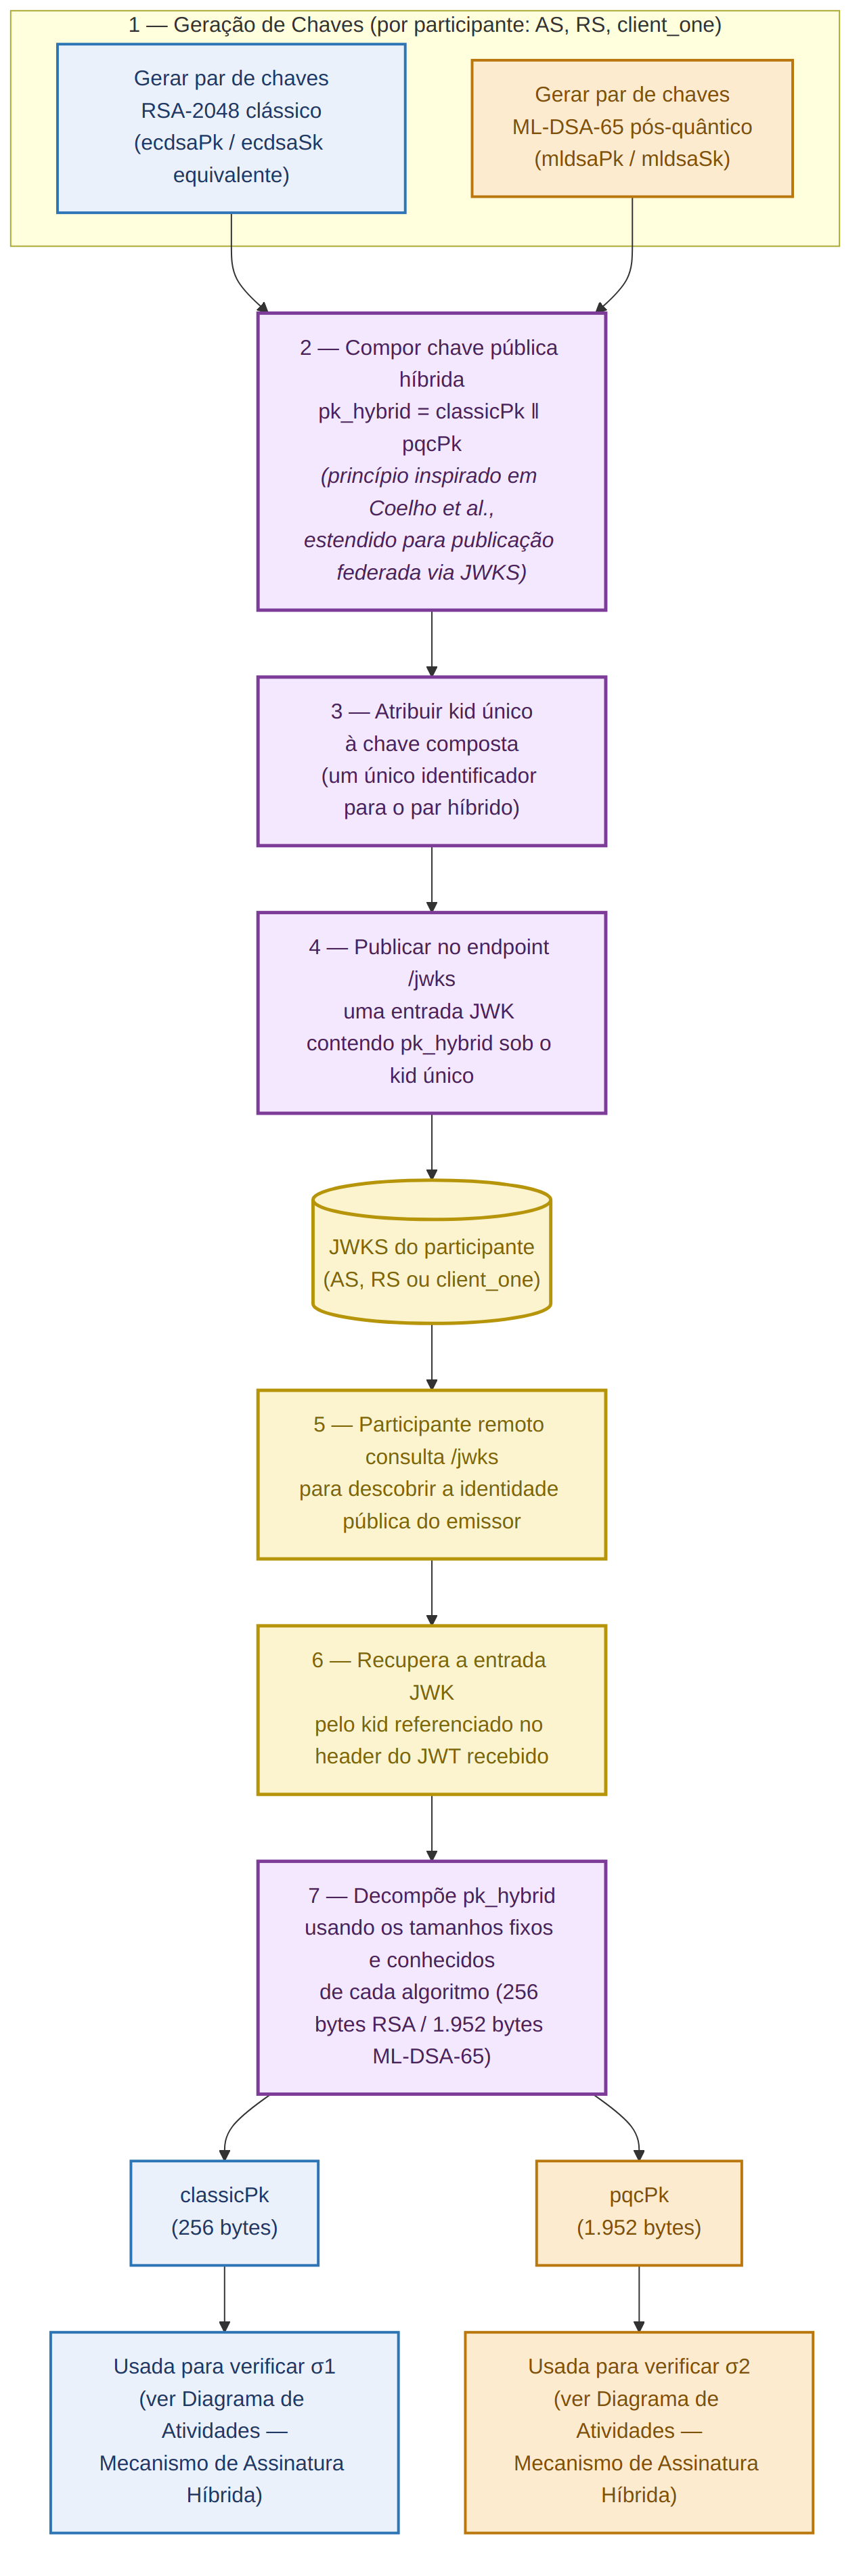 1 — Geração de Chaves (por participante: AS, RS, client_one)
Gerar par de chaves
RSA-2048 clássico
(ecdsaPk / ecdsaSk
equivalente)
Gerar par de chaves
ML-DSA-65 pós-quântico
(mldsaPk / mldsaSk)
2 — Compor chave pública
híbrida
pk_hybrid = classicPk ‖
pqcPk
(princípio inspirado em
Coelho et al.,
estendido para publicação
federada via JWKS)
3 — Atribuir kid único
à chave composta
(um único identificador
para o par híbrido)
4 — Publicar no endpoint
/jwks
uma entrada JWK
contendo pk_hybrid sob o
kid único
JWKS do participante
(AS, RS ou client_one)
5 — Participante remoto
consulta /jwks
para descobrir a identidade
pública do emissor
6 — Recupera a entrada
JWK
pelo kid referenciado no
header do JWT recebido
7 — Decompõe pk_hybrid
usando os tamanhos fixos
e conhecidos
de cada algoritmo (256
bytes RSA / 1.952 bytes
ML-DSA-65)
classicPk
(256 bytes)
pqcPk
(1.952 bytes)
Usada para verificar σ1
(ver Diagrama de
Atividades —
Mecanismo de Assinatura
Híbrida)
Usada para verificar σ2
(ver Diagrama de
Atividades —
Mecanismo de Assinatura
Híbrida)